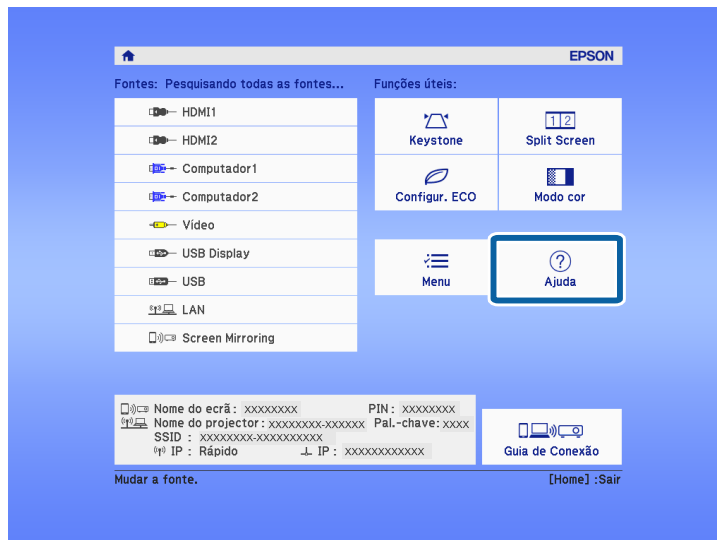 EPSON
Fontes: Pesquisando todas as fontes...
Funções úteis:
HDMI1
HDMI2
Computador1
Computador2
Vídeo
USB Display
USB
LAN
Screen Mirroring
Keystone
1 2
Split Screen
Configur. ECO
Modo cor
Menu
?
Ajuda
Nome do ecrã: XXXXXXXX PIN: XXXXXXXX
Nome do projector: XXXXXXXX-XXXXXX Pal.-chave: XXXX
SSID : XXXXXXXX-XXXXXXXXXX
IP : Rápido IP : XXXXXXXXXXXX
Guia de Conexão
Mudar a fonte.
[Home] :Sair